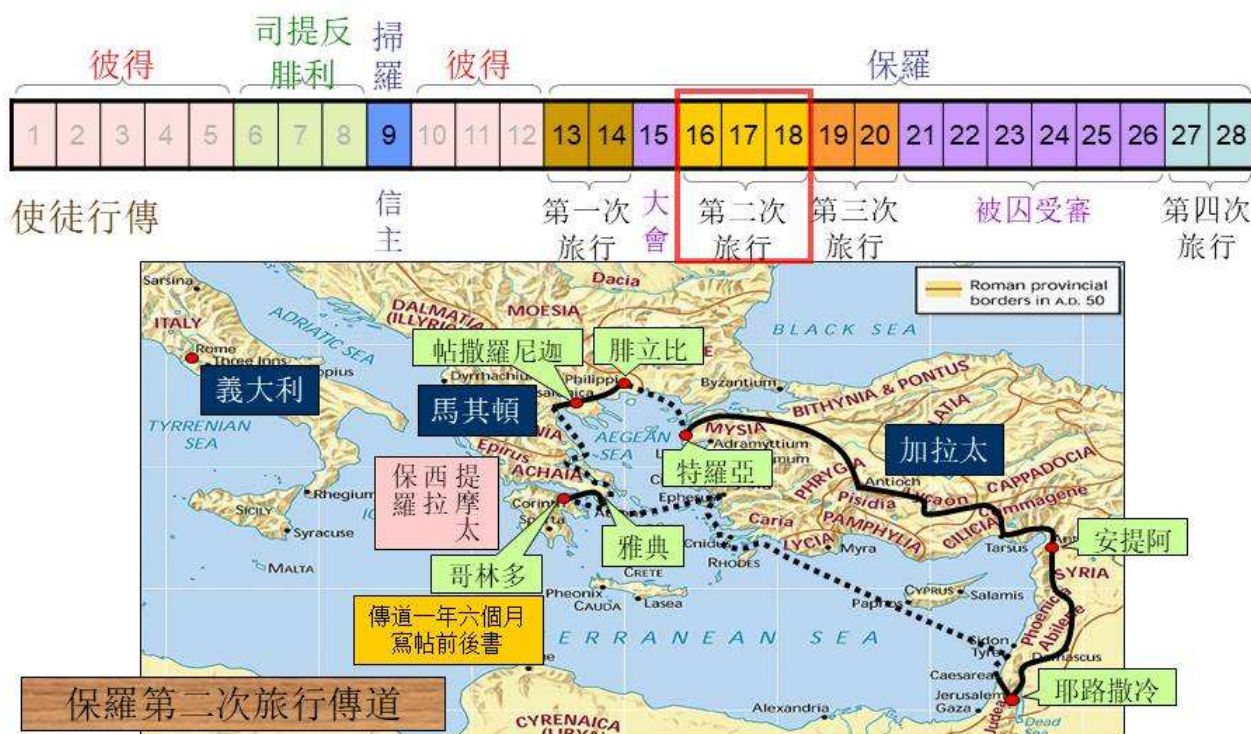 司提反
腓利
掃
羅
彼得
彼得
保羅
1 2 3 4 5 6 7 8 9 10 11 12 13 14 15 16 17 18 19 20 21 22 23 24 25 26 27 28
使徒行傳
信
主
第一次
旅行
大
會
第二次
旅行
第三次
旅行
被囚受審
第四次
旅行
Sarsina
Dacia
Roman provincial
borders in A.D. 50
DALMATIA
(ILLYRI
MOESIA
ITALY
ADRIATIC SEA
BLACK SEA
Rome
Three Inns
義大利
帖撒羅尼迦
腓立比
Dyrrhachium
Philippi
Byzantium
BITHYNIA & PONTUS
馬其頓
TYRRENIAN
SEA
AEGEAN
SEA
MYSIA
Adramyttium
加拉太
Epirus
ACHAIA
特羅亞
PHRYGIA
Antioch
CAPPADOCIA
保羅
西拉
提摩太
Rhegium
Pisidia
Lycaon
Commagene
SICILY
Corinth
Sparta
Ephesus
Caria
PAMPHYLIA
CILICIA
Syracuse
雅典
Cnidus
LYCIA
Myra
Tarsus
安提阿
MALTA
哥林多
CRETE
RHODES
SYRIA
Pheonix
CAUDA
Lasea
Paphos
CYPRUS
Salamis
Phoenicia
Abilene
傳道一年六個月
寫帖前後書
ERRANEAN SEA
Sidon
Tyre
Damascus
Caesarea
Jerusalem
耶路撒冷
保羅第二次旅行傳道
Gaza
Judea
Dead
Sea
Alexandria
CYRENAICA
(LIBYA)